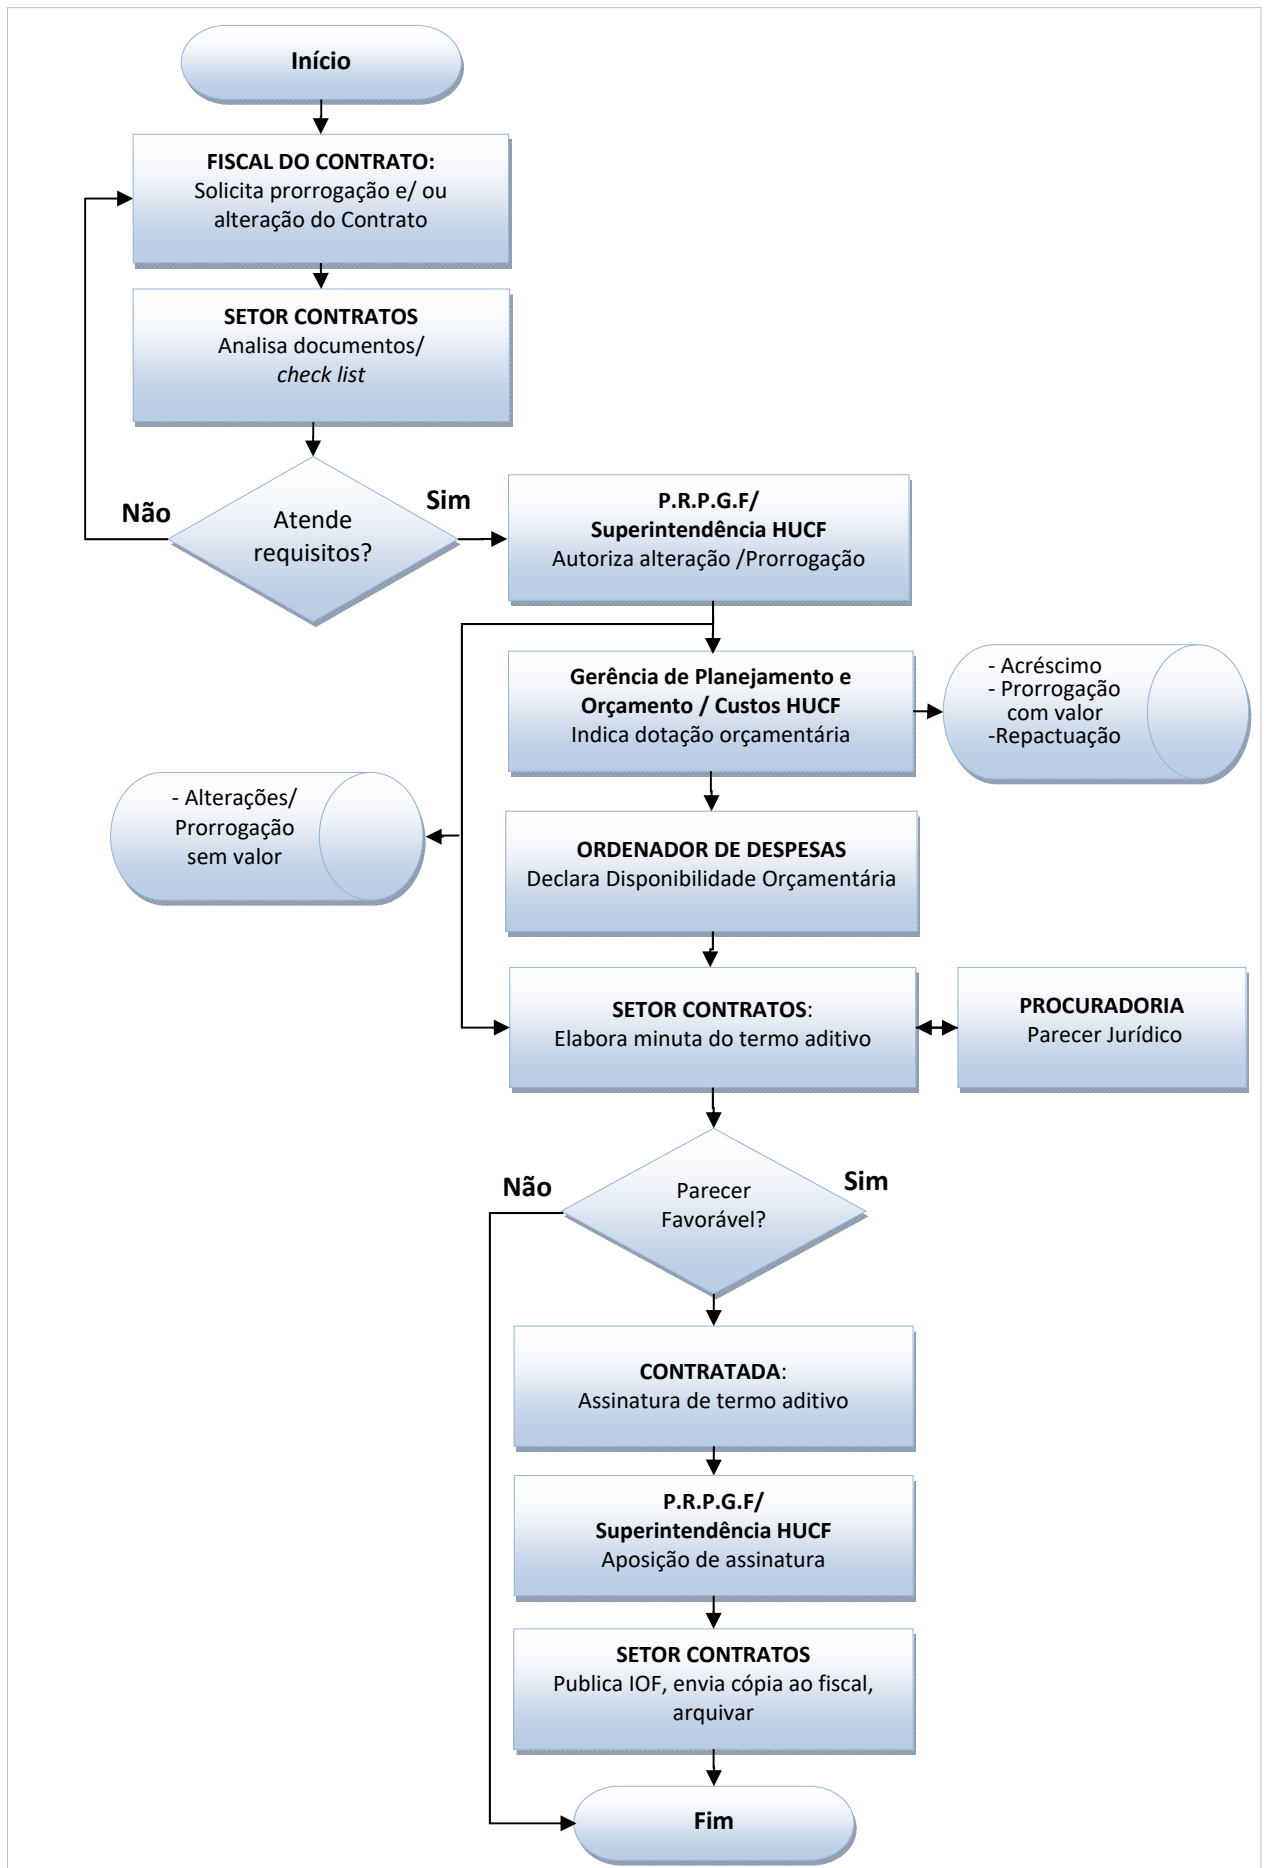 Início
FISCAL DO CONTRATO:
Solicita prorrogação e/ ou
alteração do Contrato
SETOR CONTRATOS
Analisa documentos/
check list
Não
Atende
requisitos?
Sim
P.R.P.G.F/
Superintendência HUCF
Autoriza alteração /Prorrogação
Gerência de Planejamento e
Orçamento / Custos HUCF
Indica dotação orçamentária
- Acréscimo
- Prorrogação
com valor
-Repactuação
- Alterações/
Prorrogação
sem valor
ORDENADOR DE DESPESAS
Declara Disponibilidade Orçamentária
SETOR CONTRATOS:
Elabora minuta do termo aditivo
PROCURADORIA
Parecer Jurídico
Não
Parecer
Favorável?
Sim
CONTRATADA:
Assinatura de termo aditivo
P.R.P.G.F/
Superintendência HUCF
Aposição de assinatura
SETOR CONTRATOS
Publica IOF, envia cópia ao fiscal,
arquivar
Fim